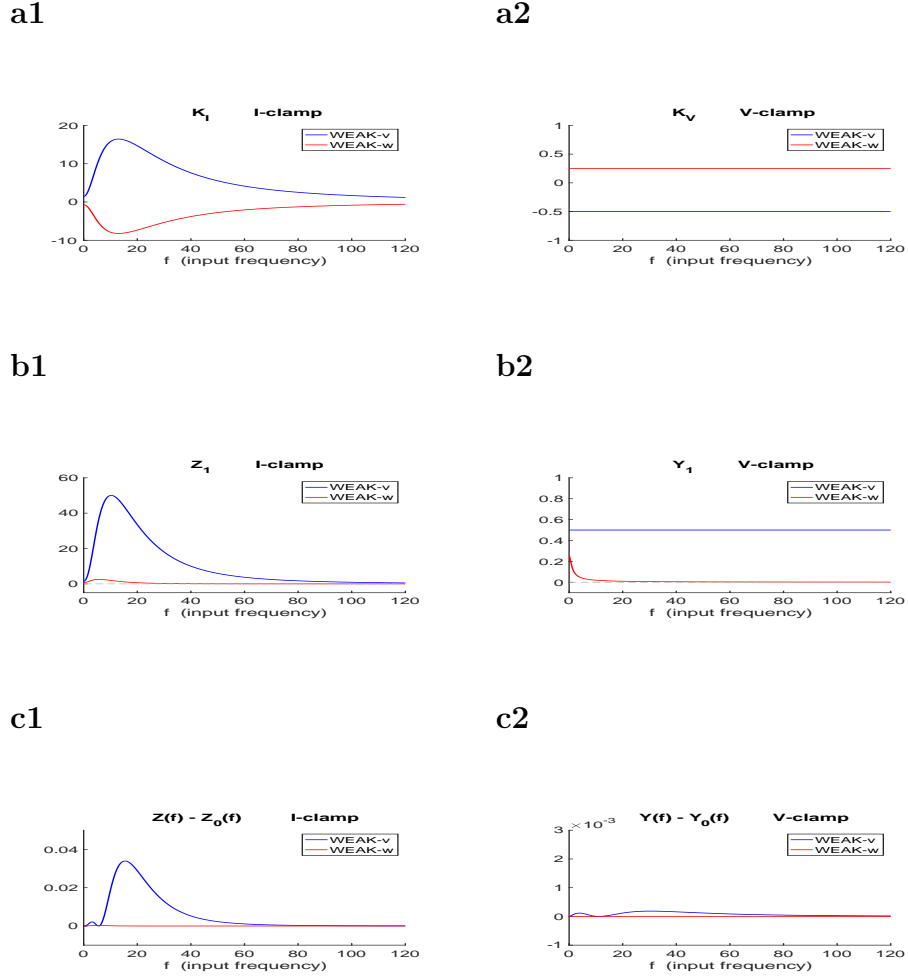 a1
a2
K_I I-clamp
20
10
0
-10
0 20 40 60 80 100 120
f (input frequency)
WEAK-v
WEAK-w
K_V V-clamp
1
0.5
0
-0.5
-1
0 20 40 60 80 100 120
f (input frequency)
WEAK-v
WEAK-w
b1
b2
Z_1 I-clamp
60
40
20
0
0 20 40 60 80 100 120
f (input frequency)
WEAK-v
WEAK-w
Y_1 V-clamp
1
0.8
0.6
0.4
0.2
0
0 20 40 60 80 100 120
f (input frequency)
WEAK-v
WEAK-w
c1
c2
Z(f) - Z_0(f) I-clamp
0.04
0.02
0
0 20 40 60 80 100 120
f (input frequency)
WEAK-v
WEAK-w
Y(f) - Y_0(f) V-clamp
×10^-3
3
2
1
0
-1
0 20 40 60 80 100 120
f (input frequency)
WEAK-v
WEAK-w